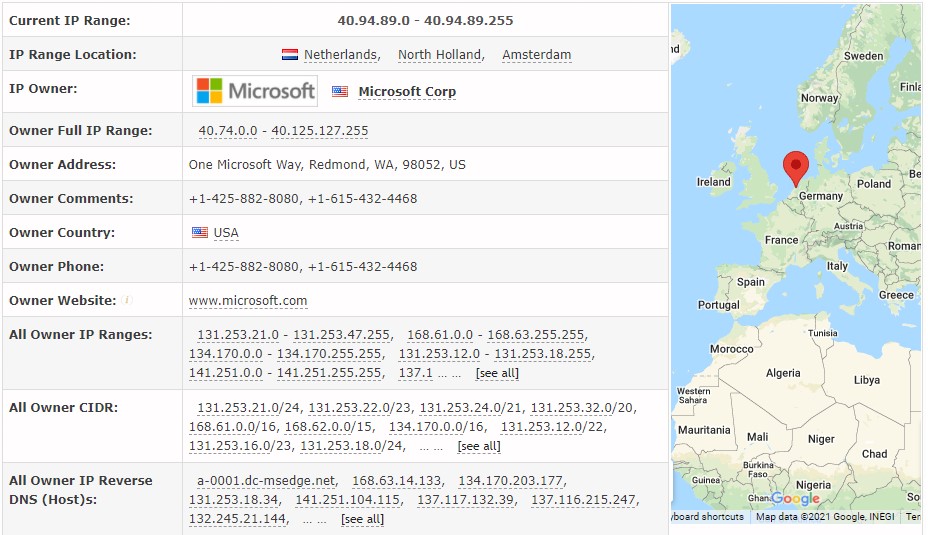 Current IP Range: 40.94.89.0 - 40.94.89.255
IP Range Location: Netherlands, North Holland, Amsterdam
IP Owner: Microsoft Microsoft Corp
Owner Full IP Range: 40.74.0.0 - 40.125.127.255
Owner Address: One Microsoft Way, Redmond, WA, 98052, US
Owner Comments: +1-425-882-8080, +1-615-432-4468
Owner Country: USA
Owner Phone: +1-425-882-8080, +1-615-432-4468
Owner Website: i www.microsoft.com
All Owner IP Ranges: 131.253.21.0 - 131.253.47.255, 168.61.0.0 - 168.63.255.255,
134.170.0.0 - 134.170.255.255, 131.253.12.0 - 131.253.18.255,
141.251.0.0 - 141.251.255.255, 137.1 ... ... [see all]
All Owner CIDR: 131.253.21.0/24, 131.253.22.0/23, 131.253.24.0/21, 131.253.32.0/20,
168.61.0.0/16, 168.62.0.0/15, 134.170.0.0/16, 131.253.12.0/22,
131.253.16.0/23, 131.253.18.0/24, ... ... [see all]
All Owner IP Reverse
DNS (Host)s:
a-0001.dc-msedge.net, 168.63.14.133, 134.170.203.177,
131.253.18.34, 141.251.104.115, 137.117.132.39, 137.116.215.247,
132.245.21.144, ... ... [see all]
nd
Sweden
Finla
Norway
Ireland
Be
Poland
Germany
Austria
France
Roman
Italy
Spain
Greece
Portugal
Tunisia
Morocco
Algeria
Libya
Western
Sahara
Mauritania
Mali
Niger
Chad
Burkina
Faso
Guinea
Nigeria
Ghana
Google
So
yboard shortcuts
Map data ©2021 Google, INEGI
Ter